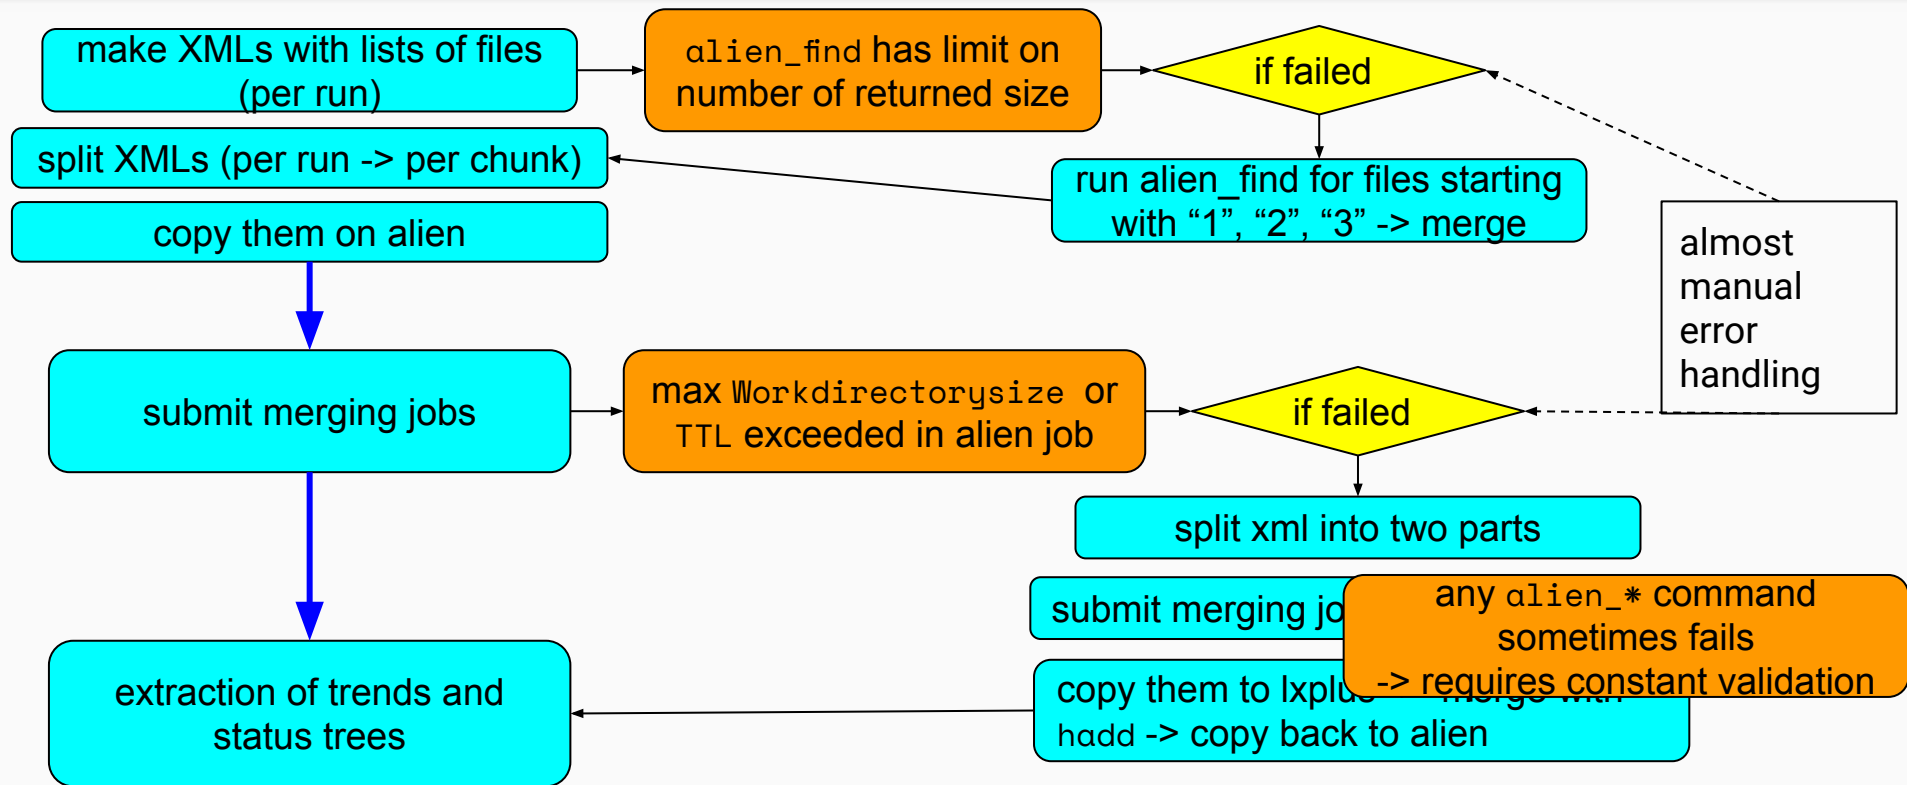 make XMLs with lists of files
(per run)
alien_find has limit on
number of returned size
if failed
split XMLs (per run -> per chunk)
run alien_find for files starting
with “1”, “2”, “3” -> merge
copy them on alien
almost
manual
error
handling
submit merging jobs
max Workdirectorysize or
TTL exceeded in alien job
if failed
split xml into two parts
submit merging jo
any alien_* command
sometimes fails
-> requires constant validation
extraction of trends and
status trees
copy them to lxplus merge with
hadd -> copy back to alien